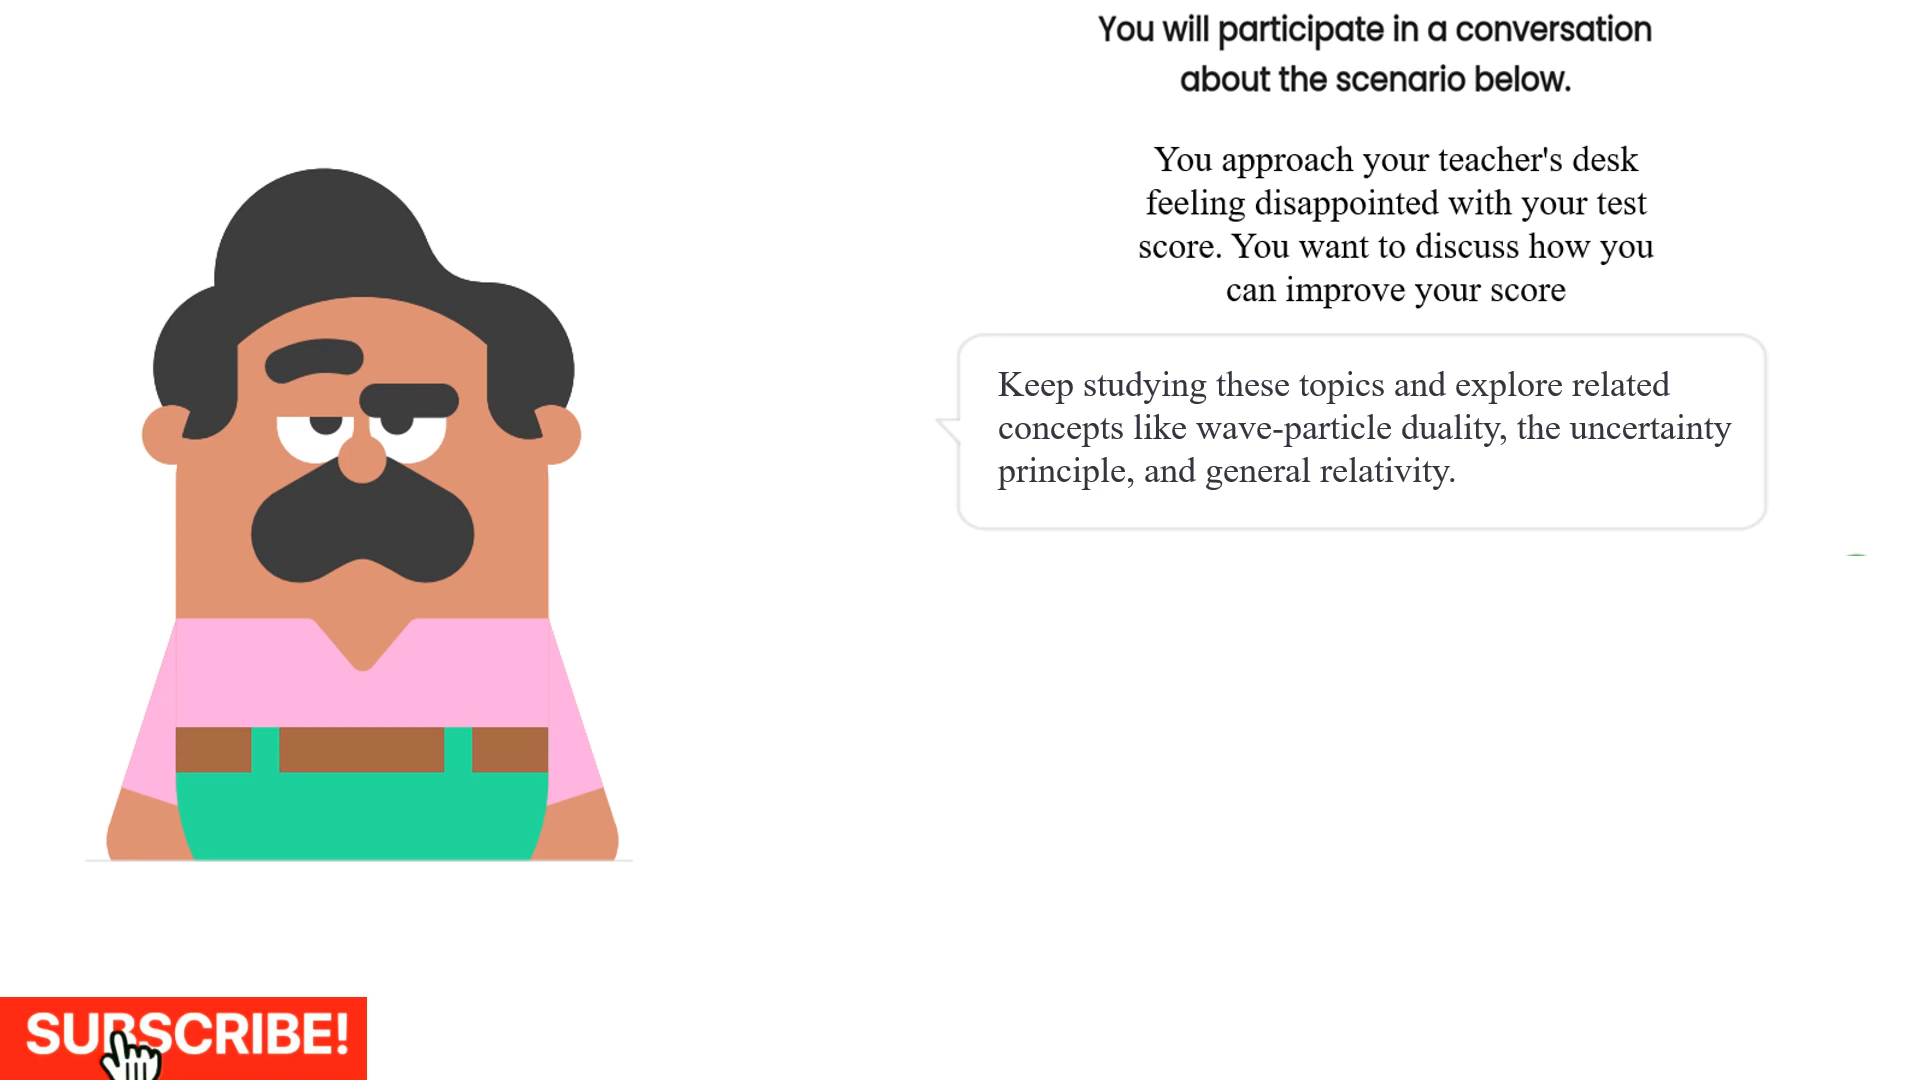 You will participate in a conversation
about the scenario below.
You approach your teacher's desk
feeling disappointed with your test
score. You want to discuss how you
can improve your score
Keep studying these topics and explore related
concepts like wave-particle duality, the uncertainty
principle, and general relativity.
SUBSCRIBE!